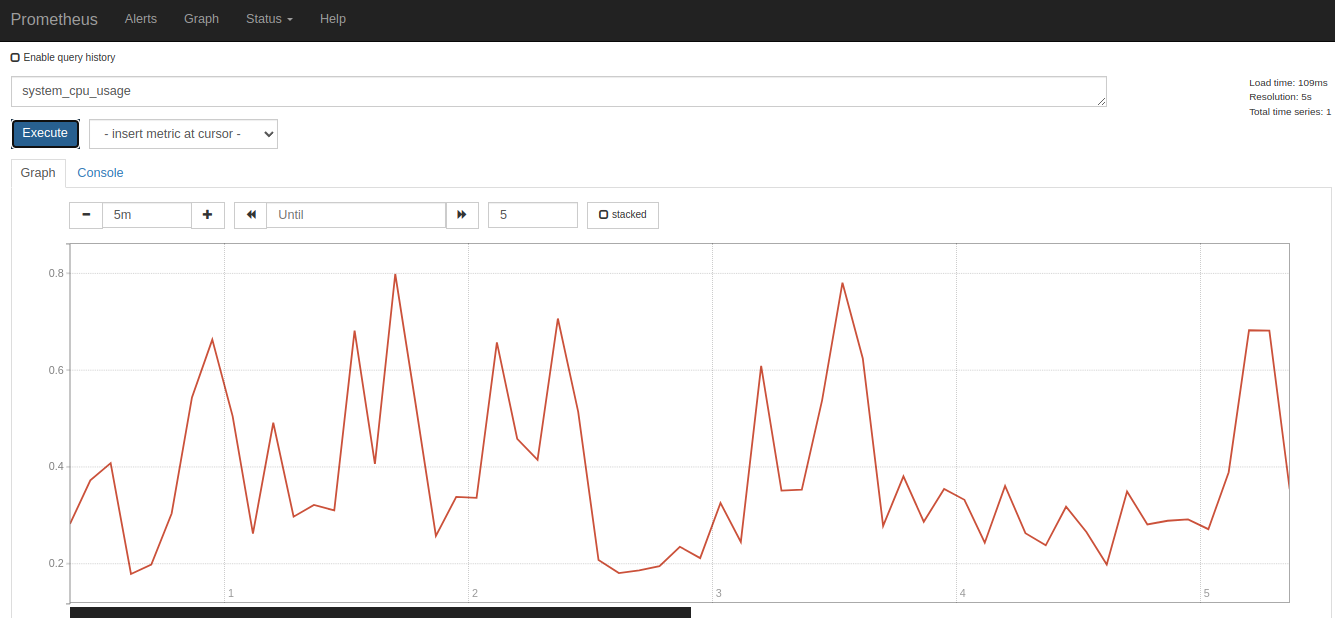 Prometheus Alerts Graph Status Help
Enable query history
system_cpu_usage
Load time: 109ms
Resolution: 5s
Total time series: 1
Execute - insert metric at cursor -
Graph Console
5m Until 5 stacked
0.8
0.6
0.4
0.2
1 2 3 4 5